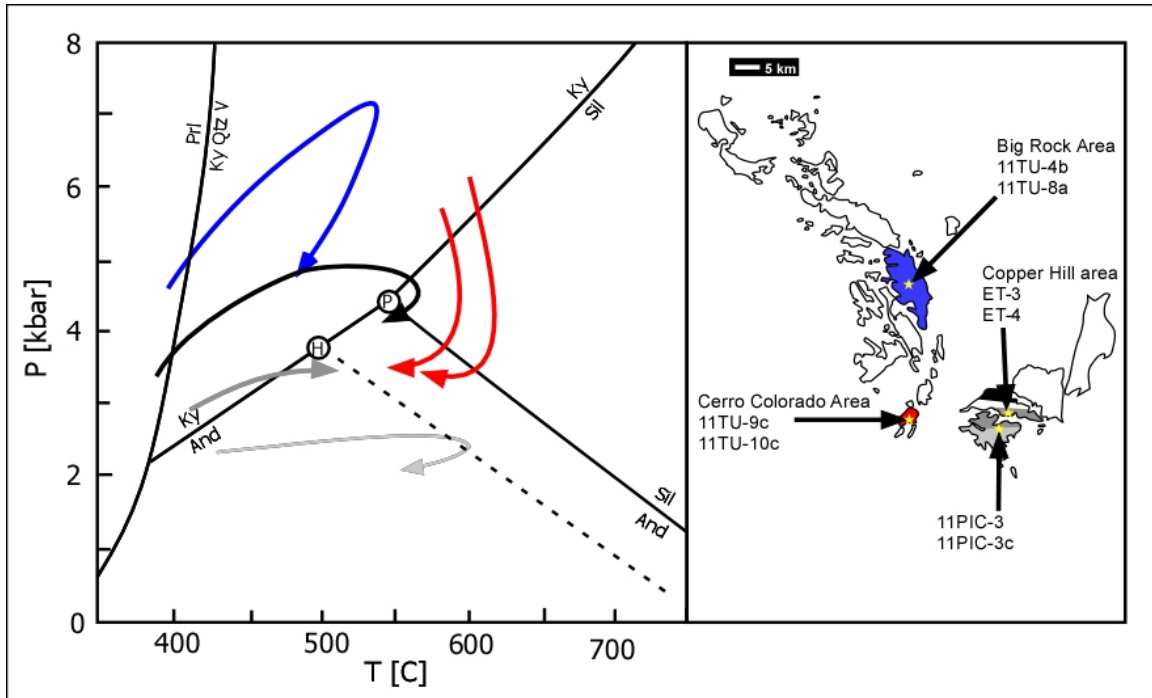 8
6
4
2
0
P [kbar]
400
500
600
700
T [C]
Prl
Ky Qtz V
Ky
Sil
P
H
Ky
And
Sil
And
5 km
Big Rock Area
11TU-4b
11TU-8a
Copper Hill area
ET-3
ET-4
Cerro Colorado Area
11TU-9c
11TU-10c
11PIC-3
11PIC-3c